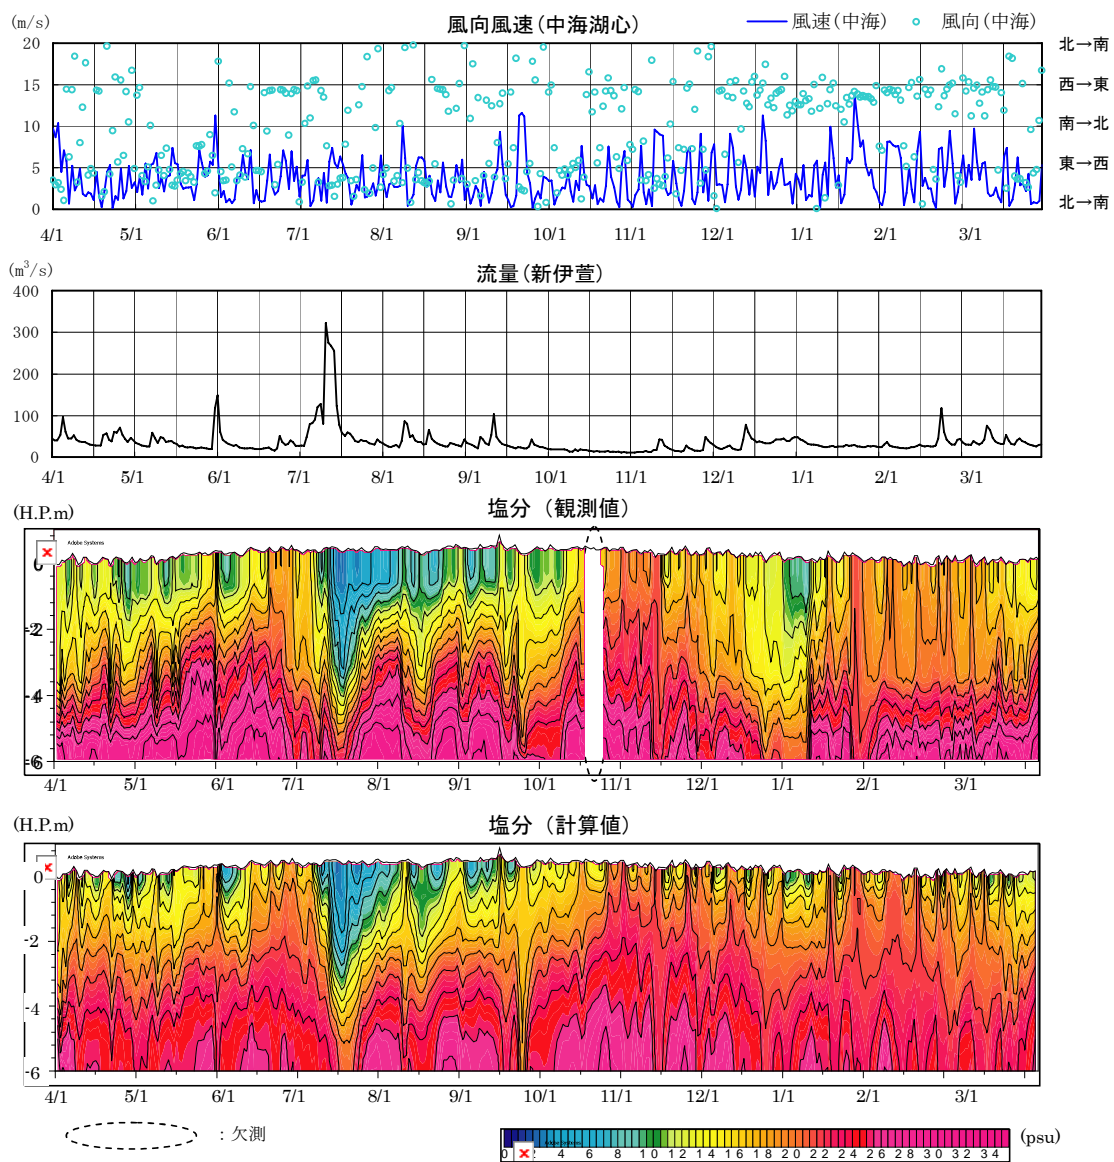 (m/s)
風向風速(中海湖心)
風速(中海)
風向(中海)
20
15
10
5
0
北→南
西→東
南→北
東→西
北→南
4/1 5/1 6/1 7/1 8/1 9/1 10/1 11/1 12/1 1/1 2/1 3/1
(m³/s)
流量(新伊萱)
400
300
200
100
0
4/1 5/1 6/1 7/1 8/1 9/1 10/1 11/1 12/1 1/1 2/1 3/1
(H.P.m)
塩分（観測値）
Adobe Systems
0
-2
-4
-6
4/1 5/1 6/1 7/1 8/1 9/1 10/1 11/1 12/1 1/1 2/1 3/1
(H.P.m)
塩分（計算値）
Adobe Systems
0
-2
-4
-6
4/1 5/1 6/1 7/1 8/1 9/1 10/1 11/1 12/1 1/1 2/1 3/1
：欠測
Adobe Systems
0 2 4 6 8 10 12 14 16 18 20 22 24 26 28 30 32 34
(psu)